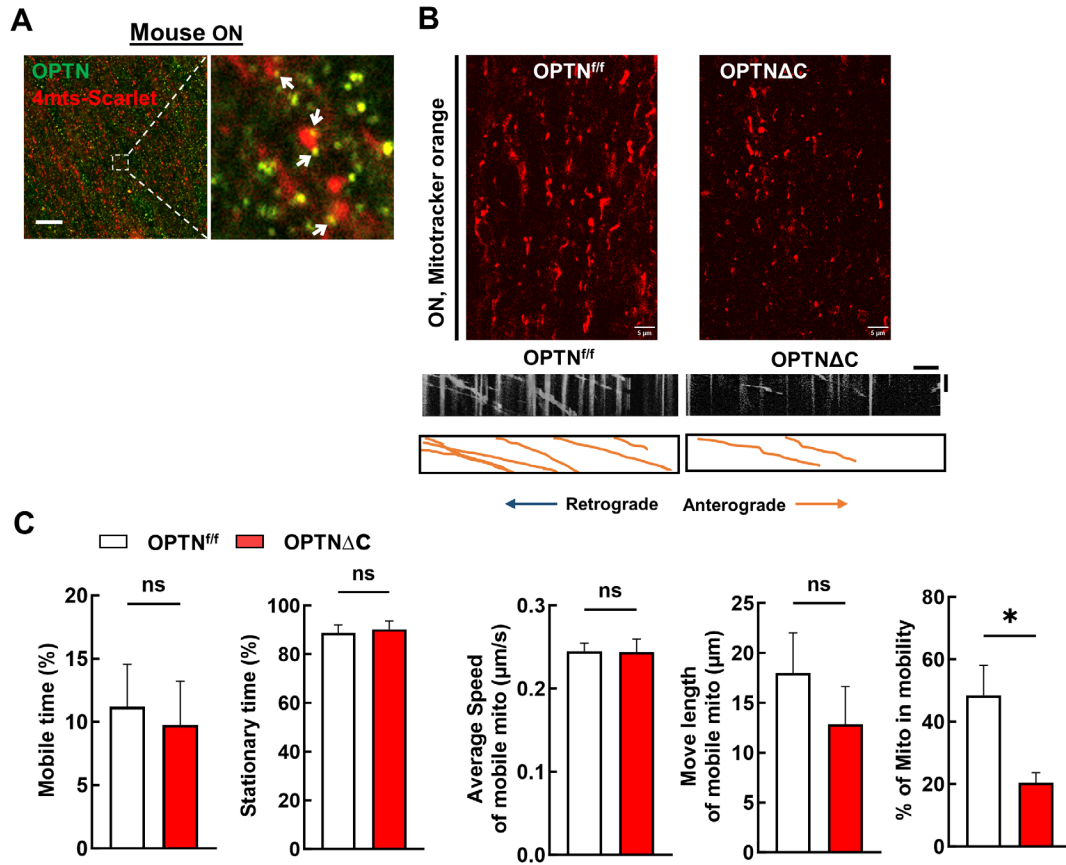 A
Mouse ON
OPTN
4mts-Scarlet
B
ON, Mitotracker orange
OPTNf/f
OPTNΔC
5 μm
5 μm
OPTNf/f
OPTNΔC
Retrograde
Anterograde
C
OPTNf/f
OPTNΔC
Mobile time (%)
20
15
10
5
0
ns
Stationary time (%)
100
80
60
40
20
0
ns
Average Speed
of mobile mito (μm/s)
0.3
0.2
0.1
0.0
ns
Move length
of mobile mito (μm)
25
20
15
10
5
0
ns
% of Mito in mobility
80
60
40
20
0
*